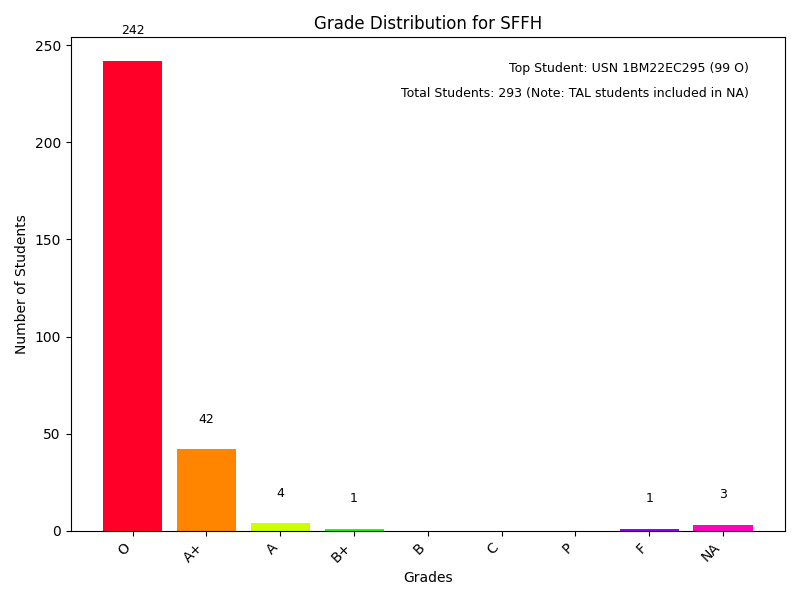 Grade Distribution for SFFH
242
250
Top Student: USN 1BM22EC295 (99 O)
Total Students: 293 (Note: TAL students included in NA)
200
150
100
50
0
Number of Students
42
4
1
1
3
O
A+
A
B+
B
C
P
F
NA
Grades